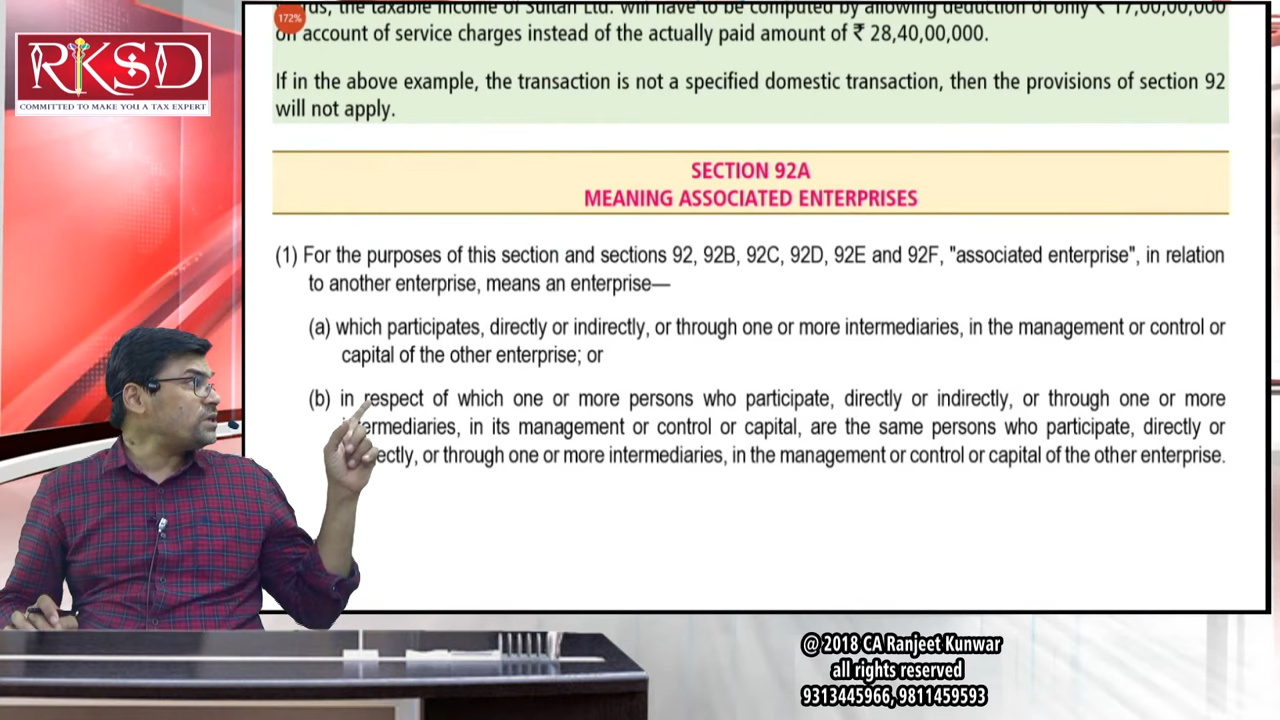 172%
the taxable income of Sultan Ltd. will have to be computed by allowing deduction of only ₹ 17,00,00,000
on account of service charges instead of the actually paid amount of ₹ 28,40,00,000.
If in the above example, the transaction is not a specified domestic transaction, then the provisions of section 92
will not apply.
RKSD
COMMITTED TO MAKE YOU A TAX EXPERT
SECTION 92A
MEANING ASSOCIATED ENTERPRISES
(1) For the purposes of this section and sections 92, 92B, 92C, 92D, 92E and 92F, "associated enterprise", in relation
to another enterprise, means an enterprise—
(a) which participates, directly or indirectly, or through one or more intermediaries, in the management or control or
capital of the other enterprise; or
(b) in respect of which one or more persons who participate, directly or indirectly, or through one or more
ermediaries, in its management or control or capital, are the same persons who participate, directly or
ectly, or through one or more intermediaries, in the management or control or capital of the other enterprise.
@ 2018 CA Ranjeet Kunwar
all rights reserved
9313445966, 9811459593